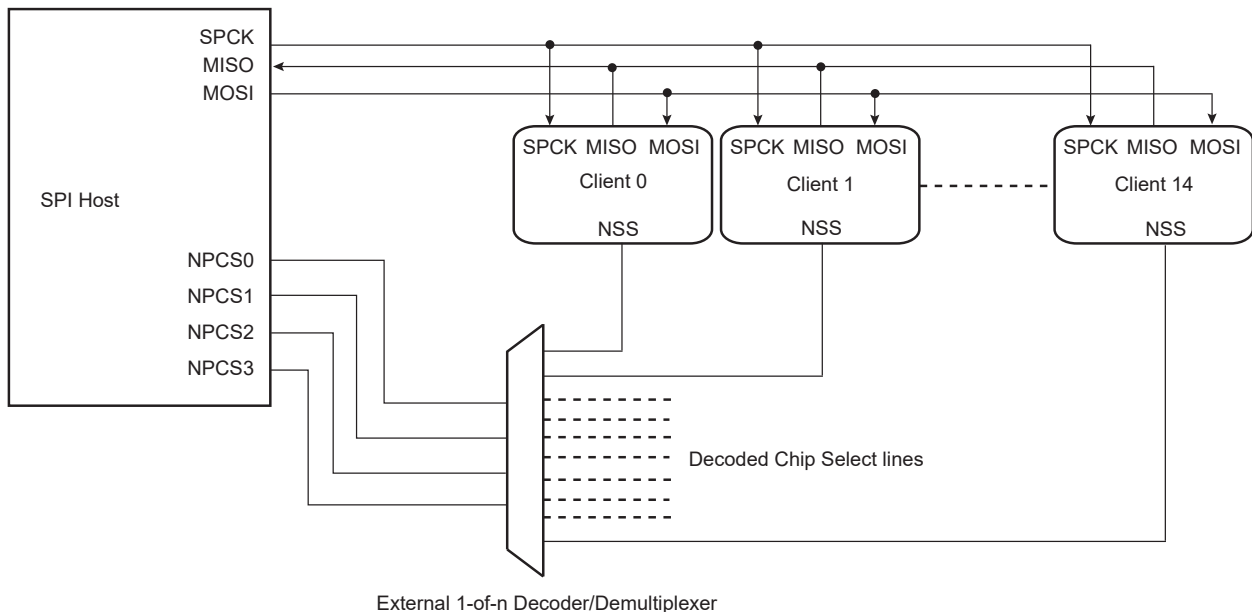 SPCK
MISO
MOSI
SPI Host
NPCS0
NPCS1
NPCS2
NPCS3
SPCK MISO MOSI
Client 0
NSS
SPCK MISO MOSI
Client 1
NSS
SPCK MISO MOSI
Client 14
NSS
Decoded Chip Select lines
External 1-of-n Decoder/Demultiplexer